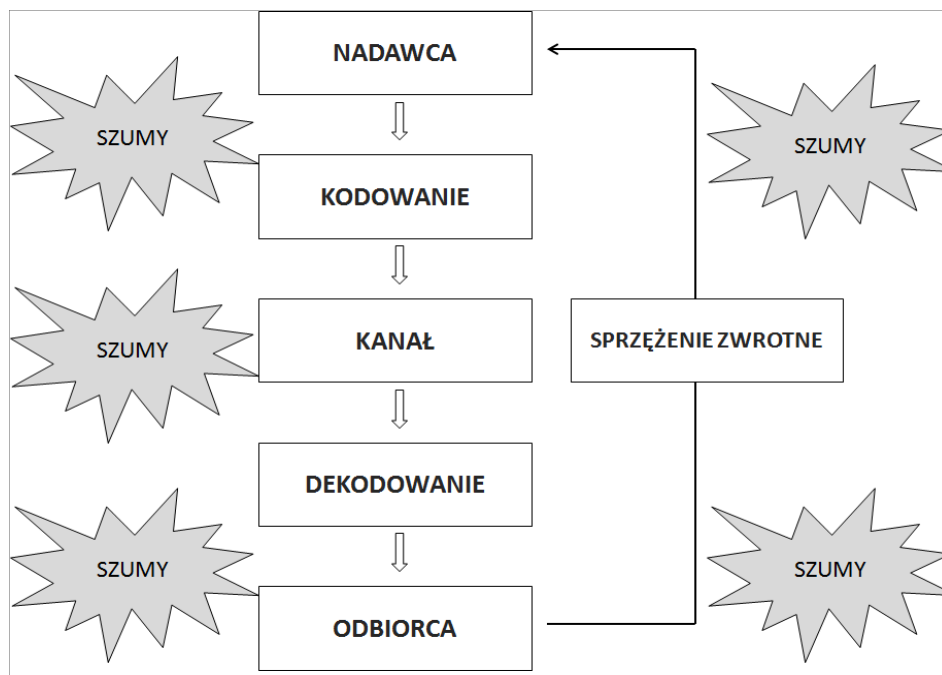 NADAWCA
SZUMY
SZUMY
KODOWANIE
SZUMY
KANAŁ
SPRZĘŻENIE ZWROTNE
DEKODOWANIE
SZUMY
SZUMY
ODBIORCA